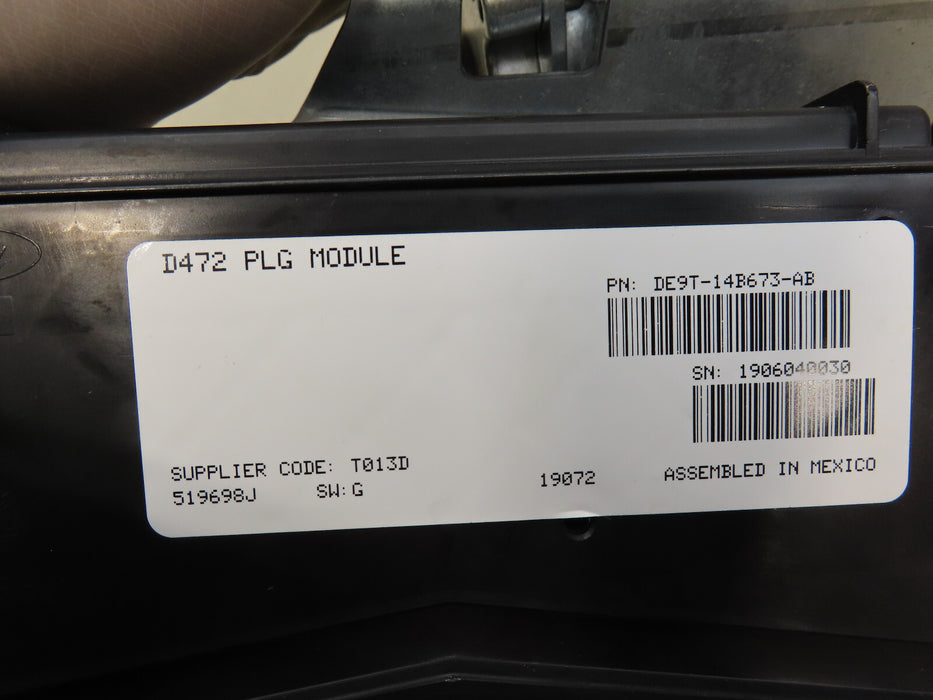 D472 PLG MODULE
PN: DE9T-14B673-AB
SN: 1906040030
SUPPLIER CODE: T013D
519698J SW:G
19072
ASSEMBLED IN MEXICO